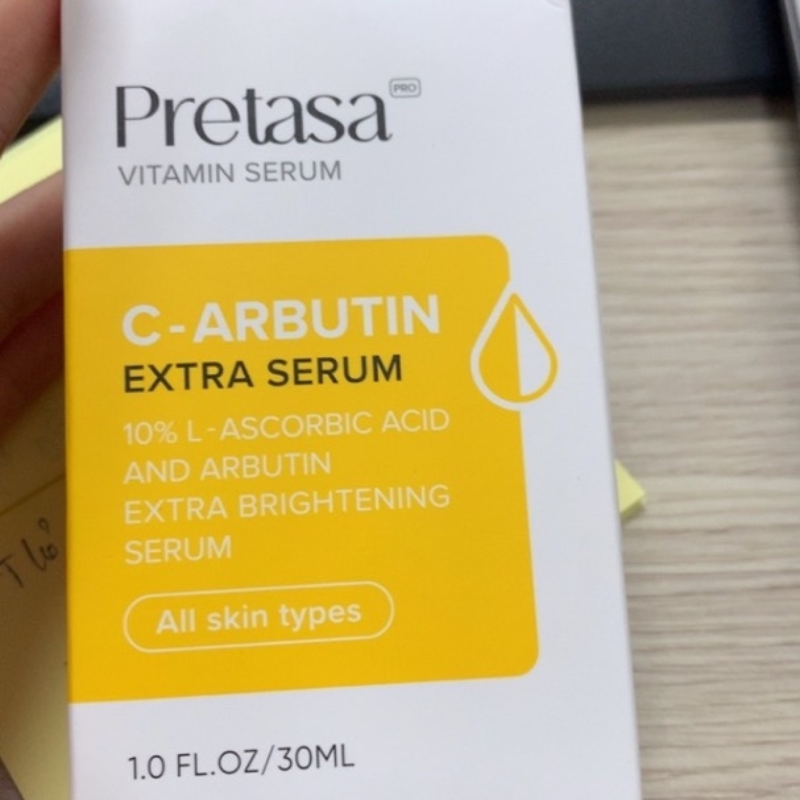 Pretasa PRO
VITAMIN SERUM
C-ARBUTIN
EXTRA SERUM
10% L-ASCORBIC ACID
AND ARBUTIN
EXTRA BRIGHTENING
SERUM
All skin types
1.0 FL.OZ/30ML